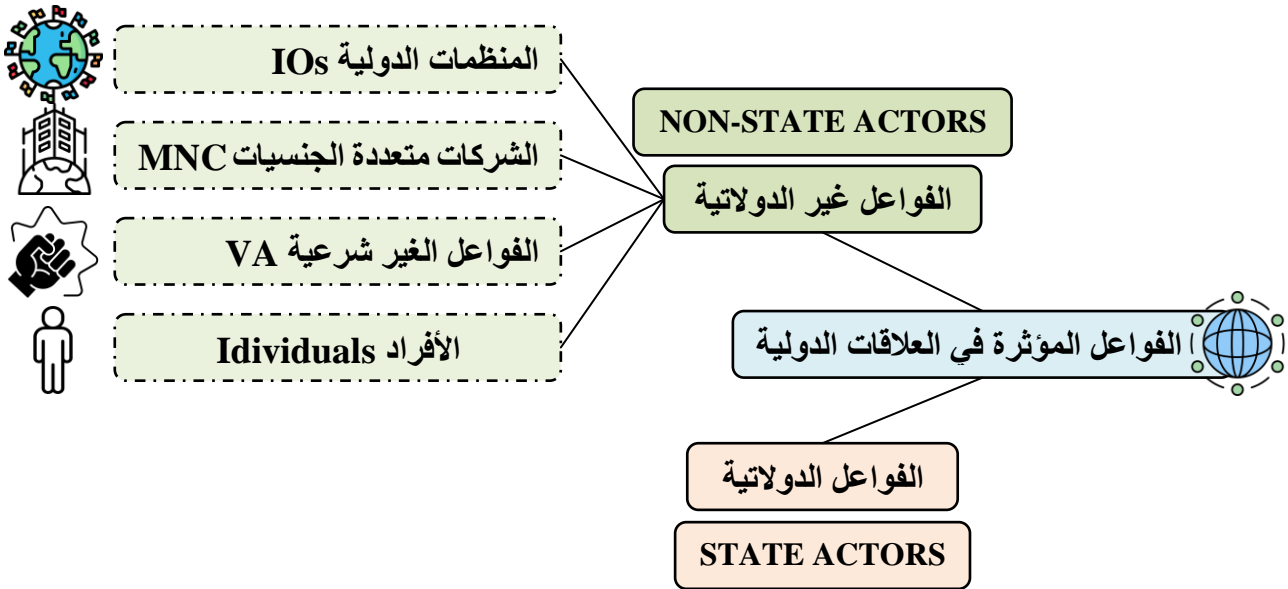 المنظمات الدولية IOs
NON-STATE ACTORS
الشركات متعددة الجنسيات MNC
الفواعل غير الدولاتية
الفواعل الغير شرعية VA
الأفراد Idividuals
الفواعل المؤثرة في العلاقات الدولية
الفواعل الدولاتية
STATE ACTORS